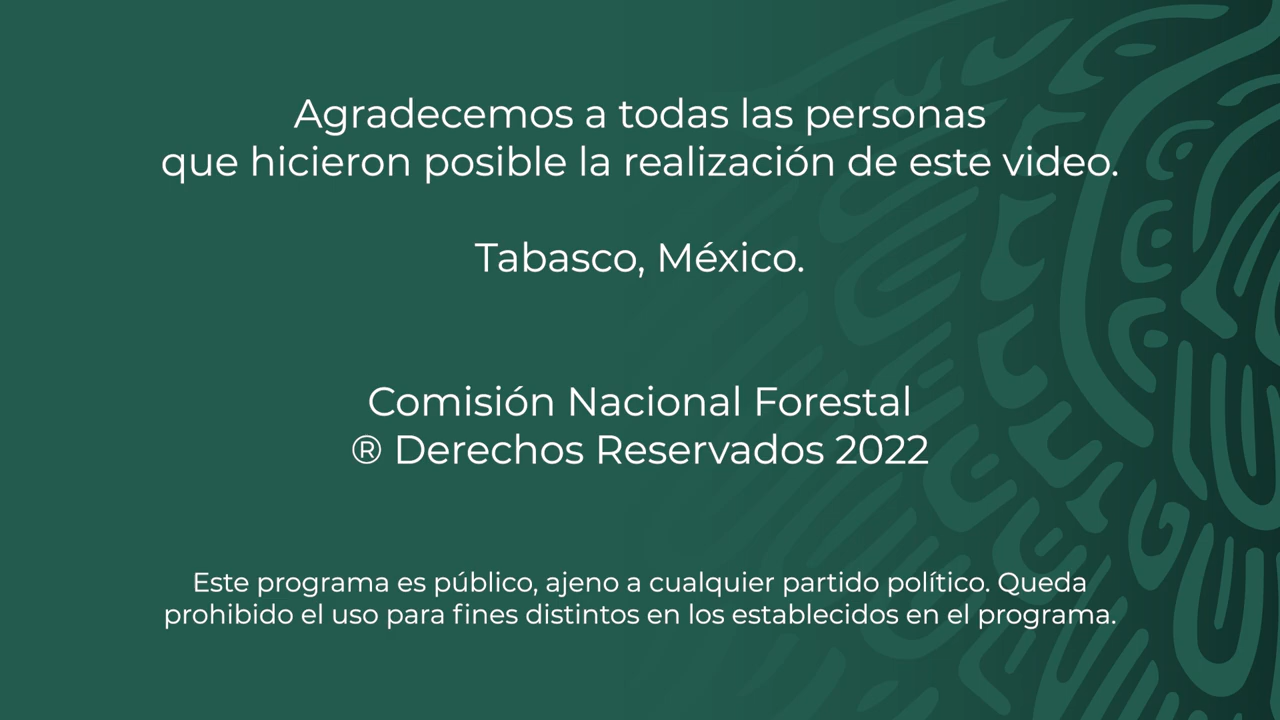 Agradecemos a todas las personas
que hicieron posible la realización de este video.
Tabasco, México.
Comisión Nacional Forestal
® Derechos Reservados 2022
Este programa es público, ajeno a cualquier partido político. Queda
prohibido el uso para fines distintos en los establecidos en el programa.